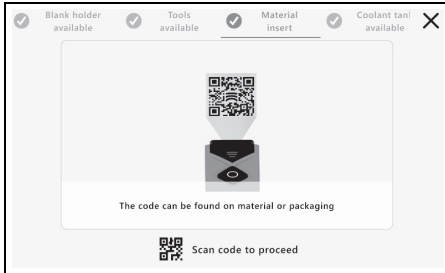 Blank holder
available
Tools
available
Material
insert
Coolant tank
available
The code can be found on material or packaging
Scan code to proceed